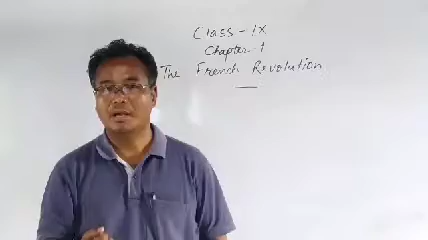 Class - IX
Chapter - 1
The French Revolution